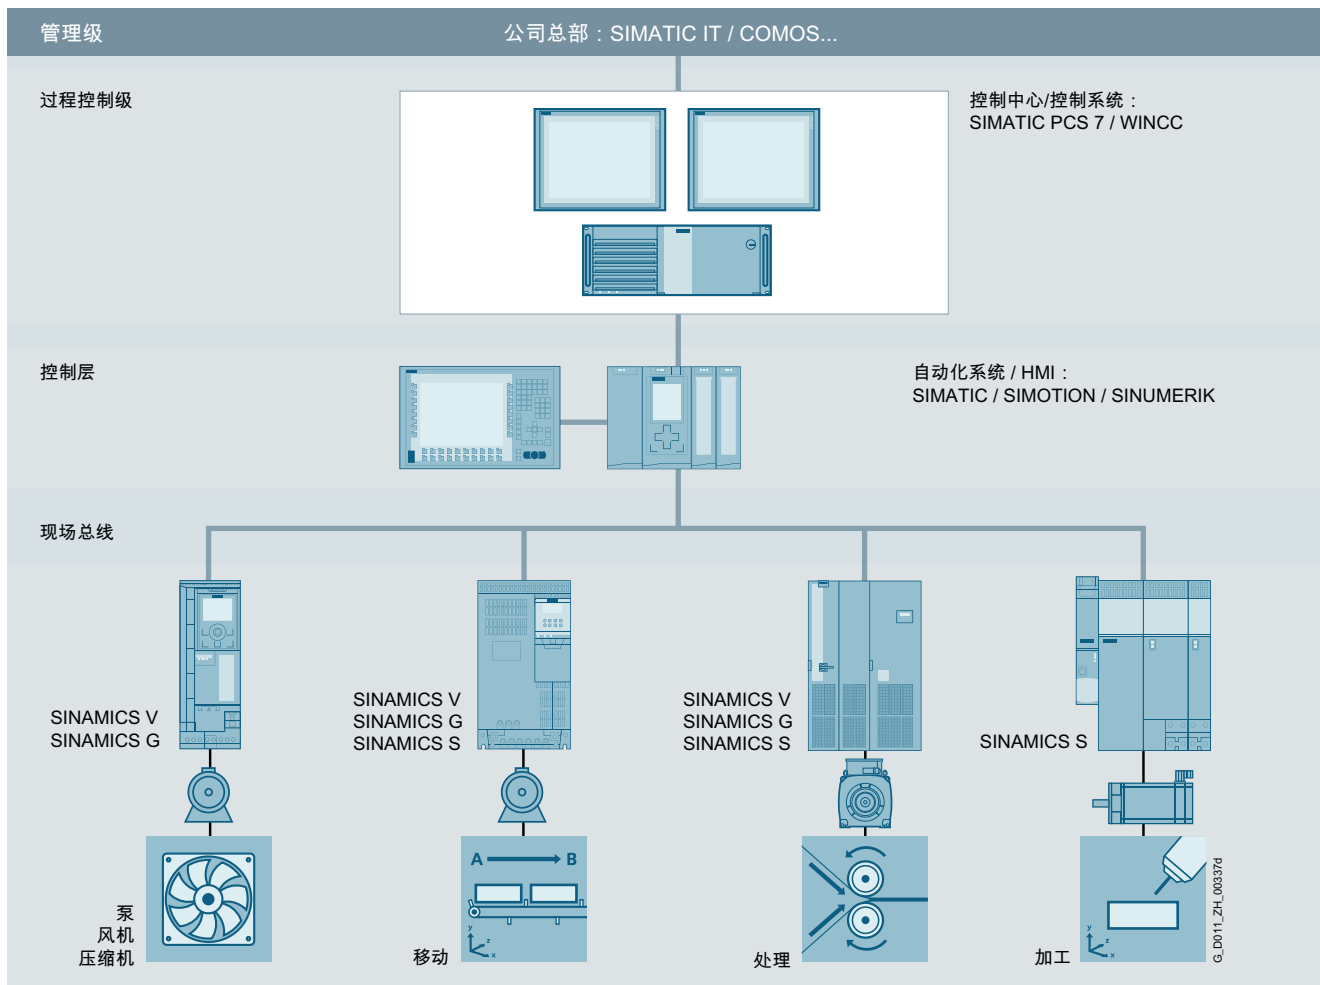 管理级
公司总部：SIMATIC IT / COMOS...
过程控制级
控制中心/控制系统：
SIMATIC PCS 7 / WINCC
控制层
自动化系统 / HMI：
SIMATIC / SIMOTION / SINUMERIK
现场总线
SINAMICS V
SINAMICS G
SINAMICS V
SINAMICS G
SINAMICS S
SINAMICS V
SINAMICS G
SINAMICS S
SINAMICS S
泵
风机
压缩机
A B
y
z
x
移动
处理
y
z
x
加工
G_D011_ZH_00337d